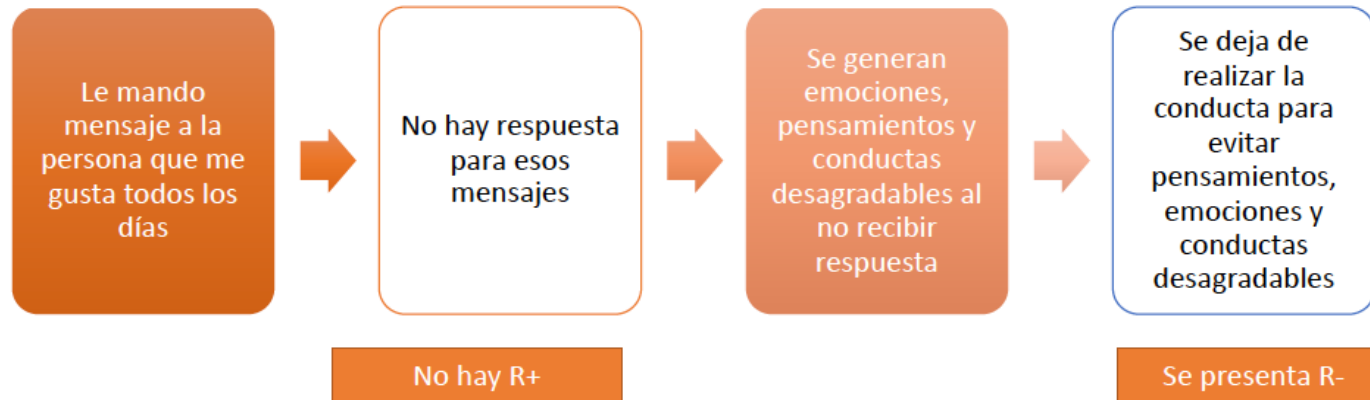 Le mando
mensaje a la
persona que me
gusta todos los
días
No hay respuesta
para esos
mensajes
Se generan
emociones,
pensamientos y
conductas
desagradables al
no recibir
respuesta
Se deja de
realizar la
conducta para
evitar
pensamientos,
emociones y
conductas
desagradables
No hay R+
Se presenta R-